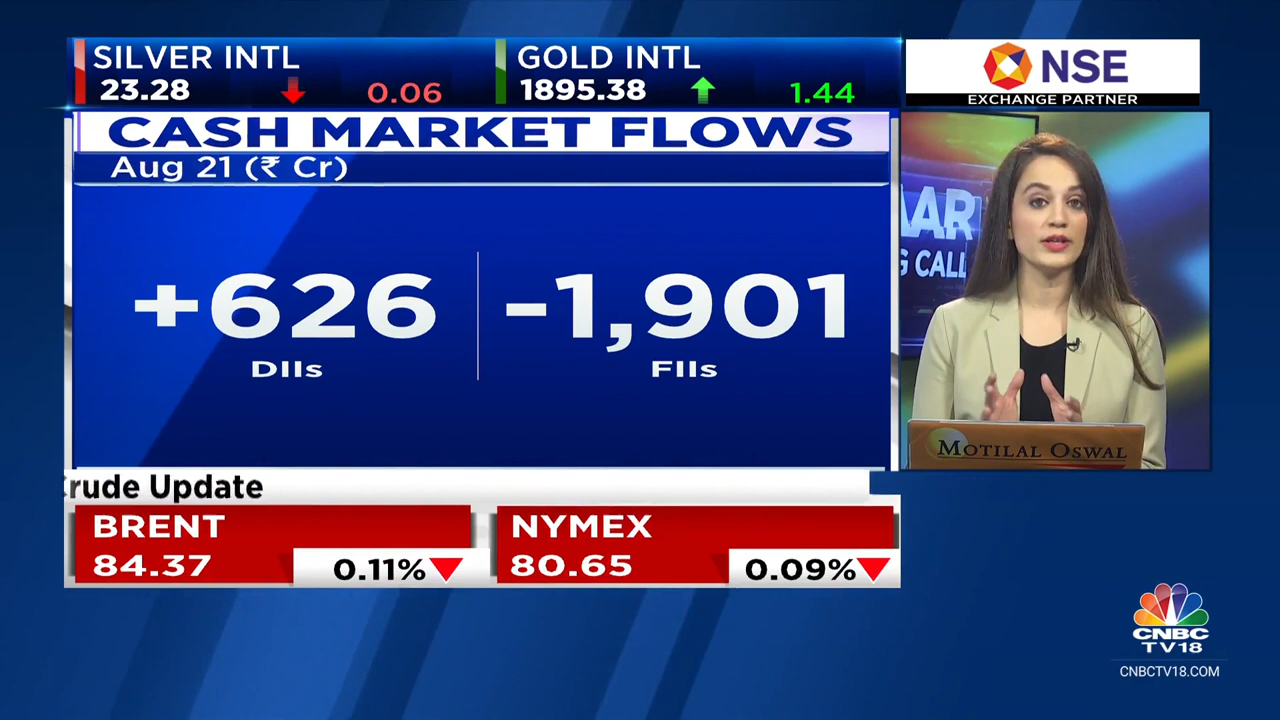 SILVER INTL
23.28 0.06
GOLD INTL
1895.38 1.44
NSE
EXCHANGE PARTNER
CASH MARKET FLOWS
Aug 21 (₹ Cr)
+626
DIIs
-1,901
FIIs
AAR
G CALL
MOTILAL OSWAL
rude Update
BRENT
84.37 0.11%
NYMEX
80.65 0.09%
CNBC
TV18
CNBCTV18.COM